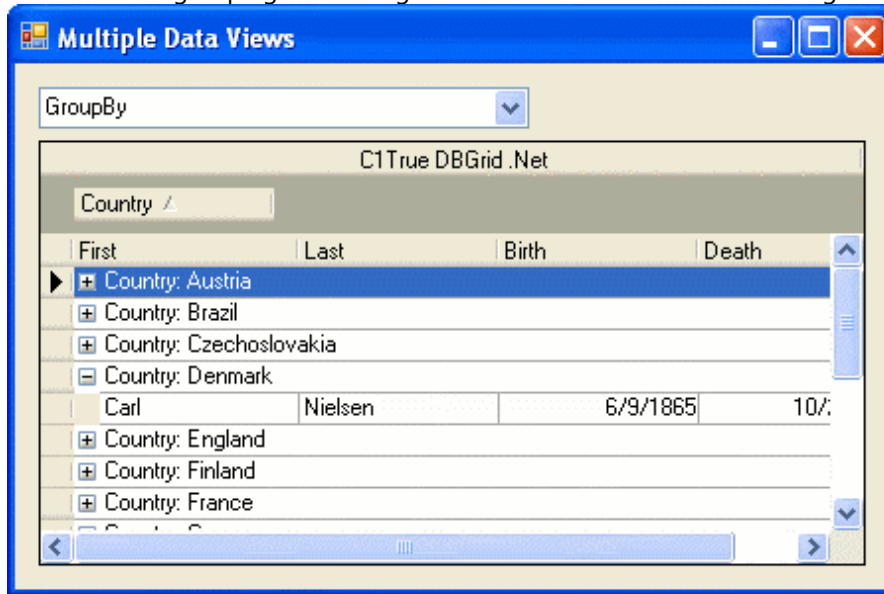 Multiple Data Views
GroupBy
C1True DBGrid .Net
Country
First Last Birth Death
Country: Austria
Country: Brazil
Country: Czechoslovakia
Country: Denmark
Carl Nielsen 6/9/1865 10/
Country: England
Country: Finland
Country: France